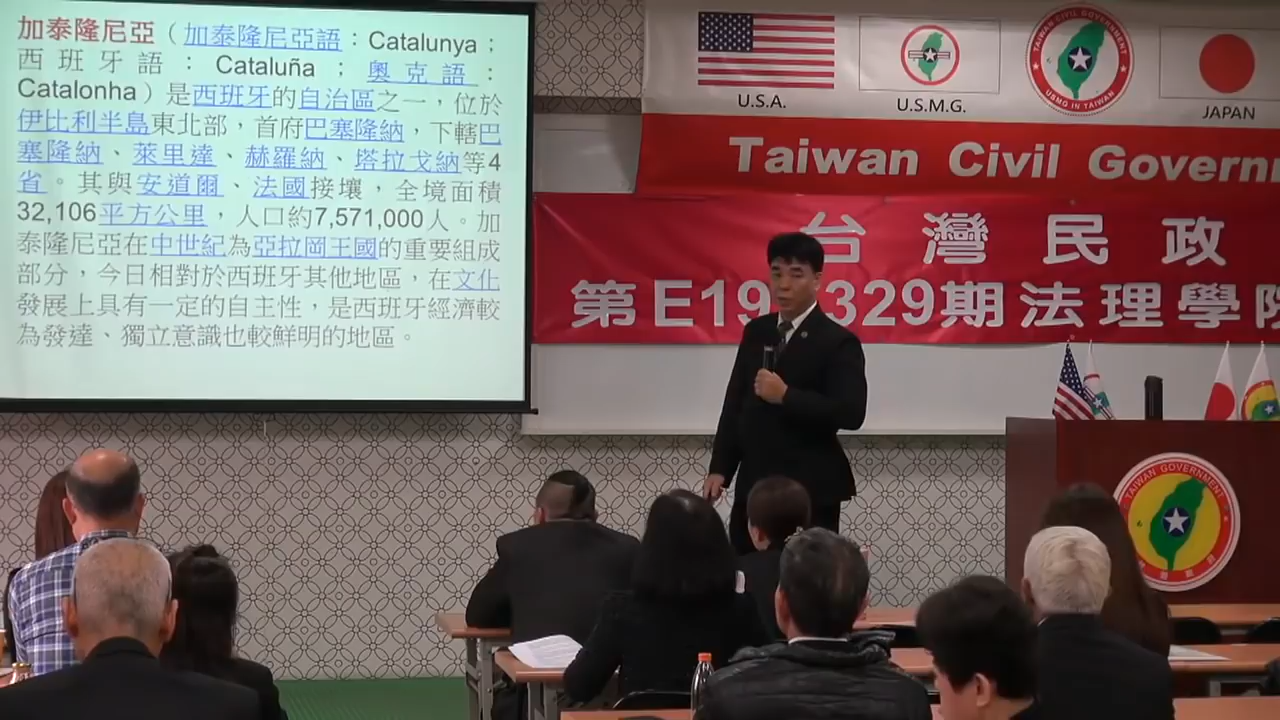 加泰隆尼亞（加泰隆尼亞語：Catalunya；
西班牙語：Cataluña；奧克語：
Catalonha）是西班牙的自治區之一，位於
伊比利半島東北部，首府巴塞隆納，下轄巴
塞隆納、萊里達、赫羅納、塔拉戈納等4
省。其與安道爾、法國接壤，全境面積
32,106平方公里，人口約7,571,000人。加
泰隆尼亞在中世紀為亞拉岡王國的重要組成
部分，今日相對於西班牙其他地區，在文化
發展上具有一定的自主性，是西班牙經濟較
為發達、獨立意識也較鮮明的地區。
U.S.A.
U.S.M.G.
TAIWAN CIVIL GOVERNMENT
USMG IN TAIWAN
JAPAN
Taiwan Civil Governm
台灣民政
第E19 329期法理學院
TAIWAN GOVERNMENT